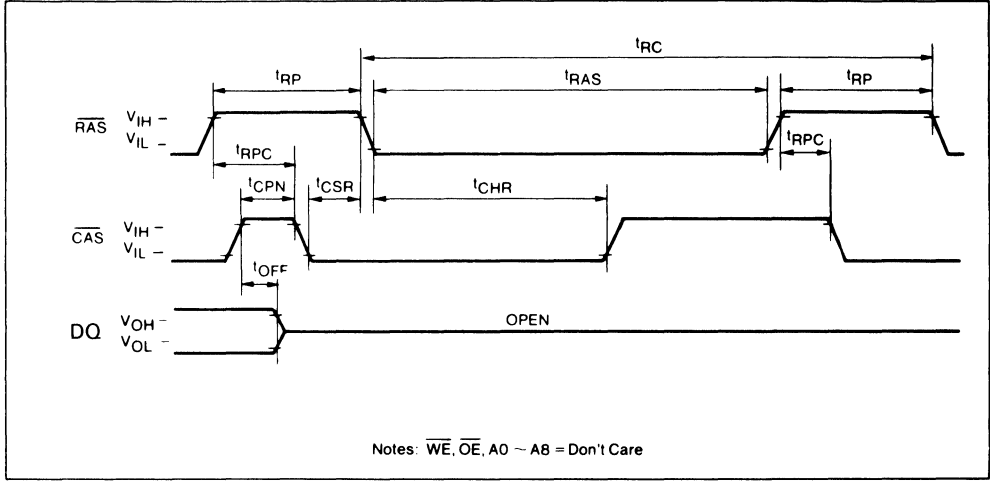 tRC
tRP
tRAS
tRP
RAS
VIH
VIL
tRPC
tRPC
tCPN
tCSR
tCHR
CAS
VIH
VIL
tOFF
DQ
VOH
VOL
OPEN
Notes: WE, OE, A0 ~ A8 = Don't Care